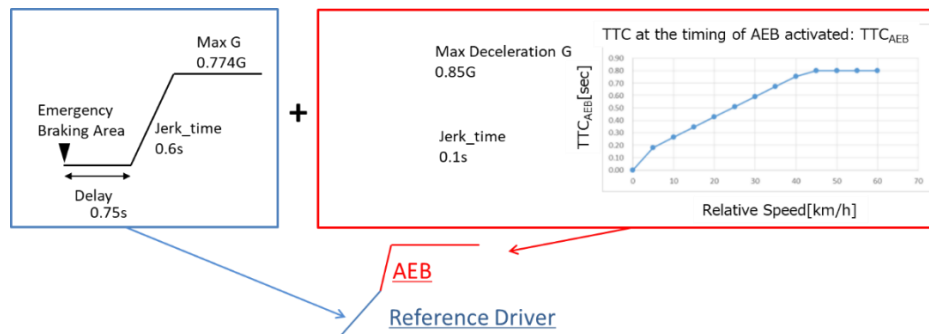 Max G
0.774G
Emergency
Braking Area
Jerk_time
0.6s
Delay
0.75s
+
Max Deceleration G
0.85G
Jerk_time
0.1s
TTC at the timing of AEB activated: TTCAEB
TTCAEB[sec]
0.90
0.80
0.70
0.60
0.50
0.40
0.30
0.20
0.10
0.00
0 10 20 30 40 50 60 70
Relative Speed[km/h]
AEB
Reference Driver